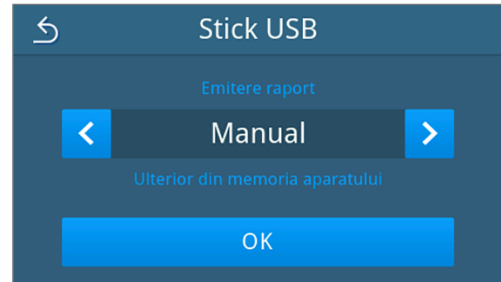 Stick USB
Emitere raport
Manual
Ulterior din memoria aparatului
OK